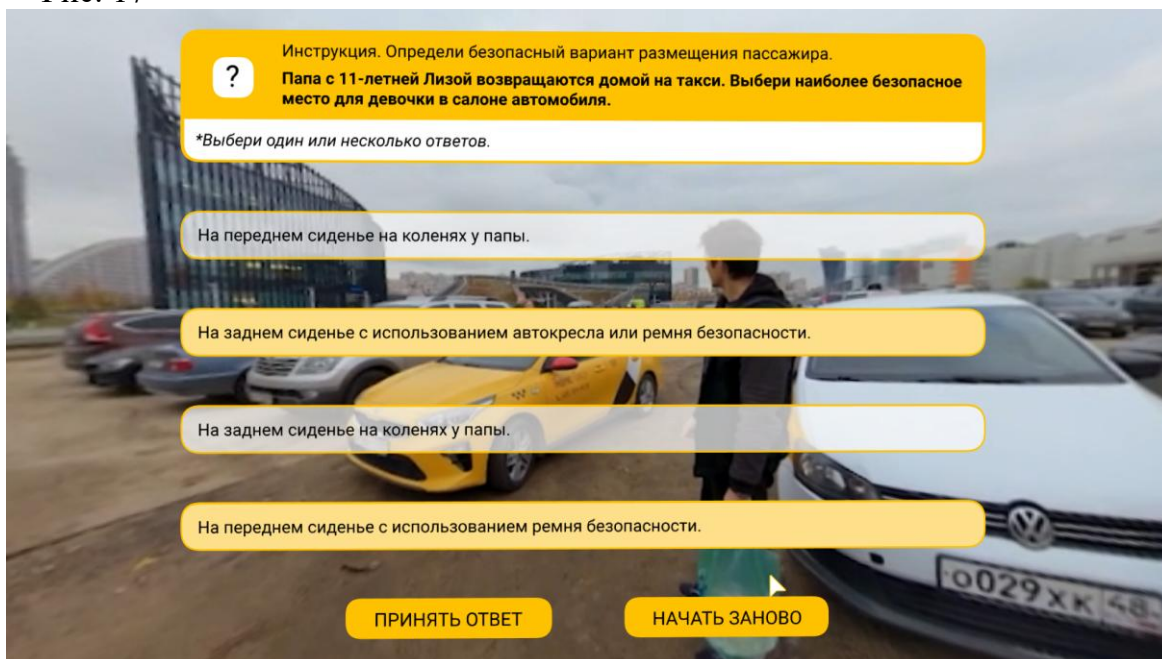 ?
Инструкция. Определи безопасный вариант размещения пассажира.
Папа с 11-летней Лизой возвращаются домой на такси. Выбери наиболее безопасное
место для девочки в салоне автомобиля.
*Выбери один или несколько ответов.
На переднем сиденье на коленях у папы.
На заднем сиденье с использованием автокресла или ремня безопасности.
На заднем сиденье на коленях у папы.
На переднем сиденье с использованием ремня безопасности.
о029хк 48
ПРИНЯТЬ ОТВЕТ
НАЧАТЬ ЗАНОВО